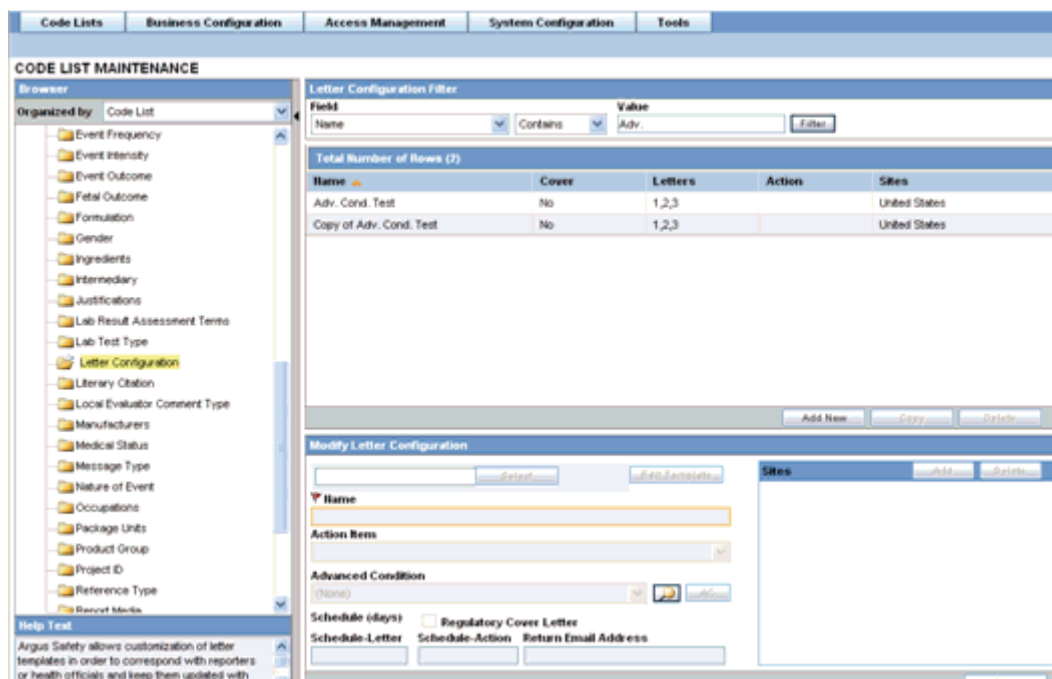 Code Lists Business Configuration Access Management System Configuration Tools
CODE LIST MAINTENANCE
Browser
Organized by Code List
Event Frequency
Event Intensity
Event Outcome
Fetal Outcome
Formulation
Gender
Ingredients
Intermediary
Justifications
Lab Result Assessment Terms
Lab Test Type
Letter Configuration
Literary Citation
Local Evaluator Comment Type
Manufacturers
Medical Status
Message Type
Nature of Event
Occupations
Package Units
Product Group
Project ID
Reference Type
Report Media
Help Text
Argus Safety allows customization of letter
templates in order to correspond with reporters
or health officials and keep them updated with
Letter Configuration Filter
Field Value
Name Contains Adv. Filter
Total Number of Rows (2)
Name Cover Letters Action Sites
Adv. Cond. Test No 1,2,3 United States
Copy of Adv. Cond. Test No 1,2,3 United States
Add New Copy Delete
Modify Letter Configuration
Select Edit Template
Name
Action Item
Advanced Condition
(None) AC
Schedule (days) Regulatory Cover Letter
Schedule-Letter Schedule-Action Return Email Address
Sites Add Delete